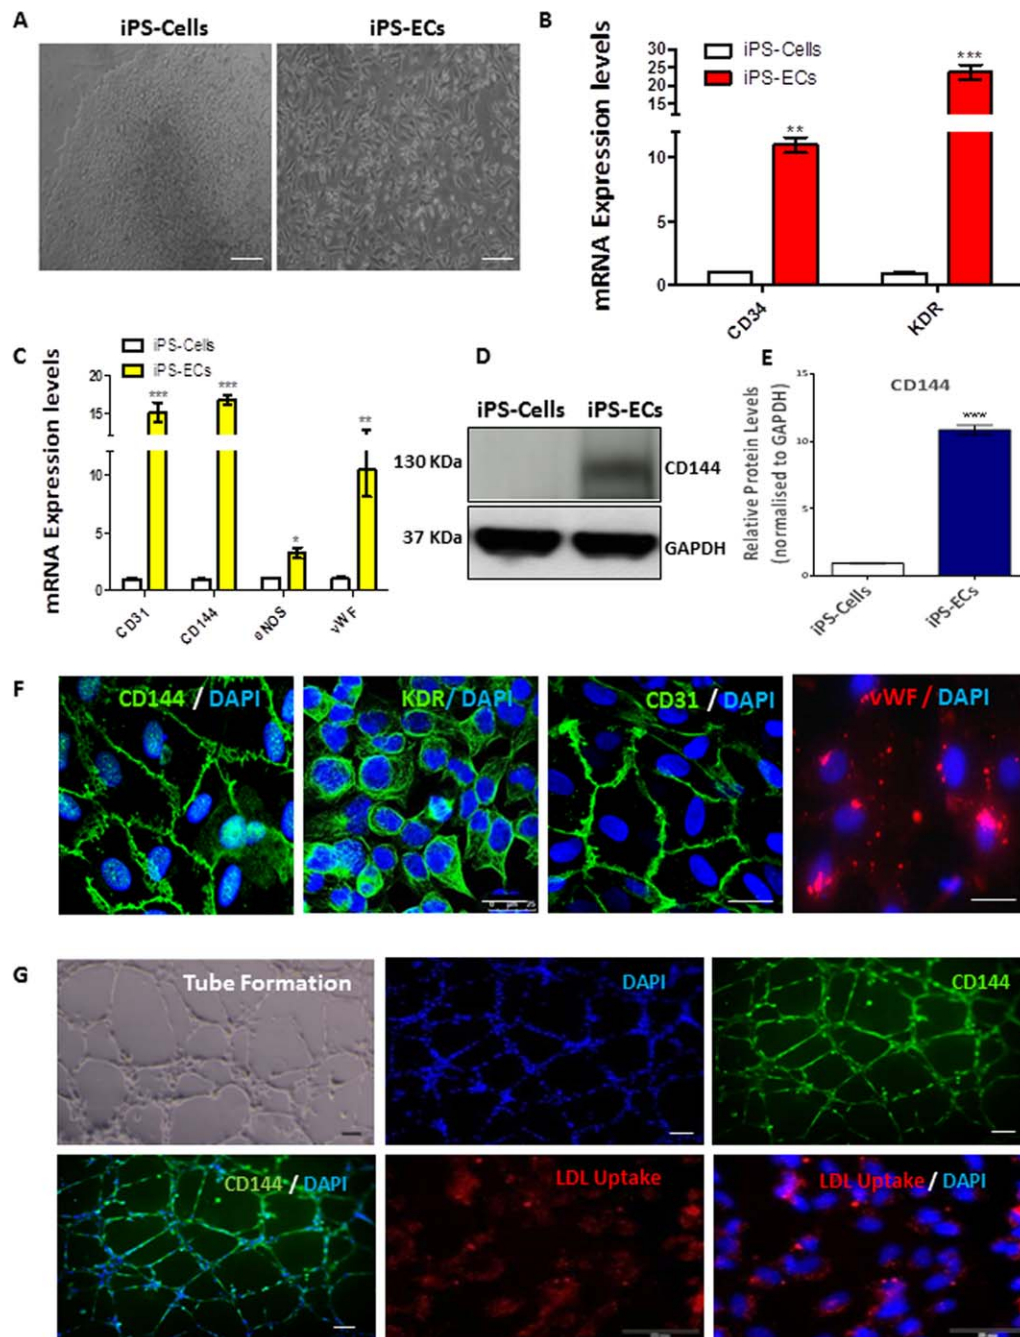 A
iPS-Cells
iPS-ECs
B
mRNA Expression levels
iPS-Cells
iPS-ECs
30
25
20
15
10
5
0
**
***
CD34
KDR
C
mRNA Expression levels
iPS-Cells
iPS-ECs
20
15
10
5
0
***
***
*
**
CD31
CD144
eNOS
vWF
D
iPS-Cells iPS-ECs
130 KDa
CD144
37 KDa
GAPDH
E
Relative Protein Levels
(normalised to GAPDH)
CD144
15
10
5
0
***
iPS-Cells
iPS-ECs
F
CD144 / DAPI
KDR/ DAPI
CD31 / DAPI
vWF / DAPI
0 µm 25
G
Tube Formation
DAPI
CD144
CD144 / DAPI
LDL Uptake
LDL Uptake / DAPI